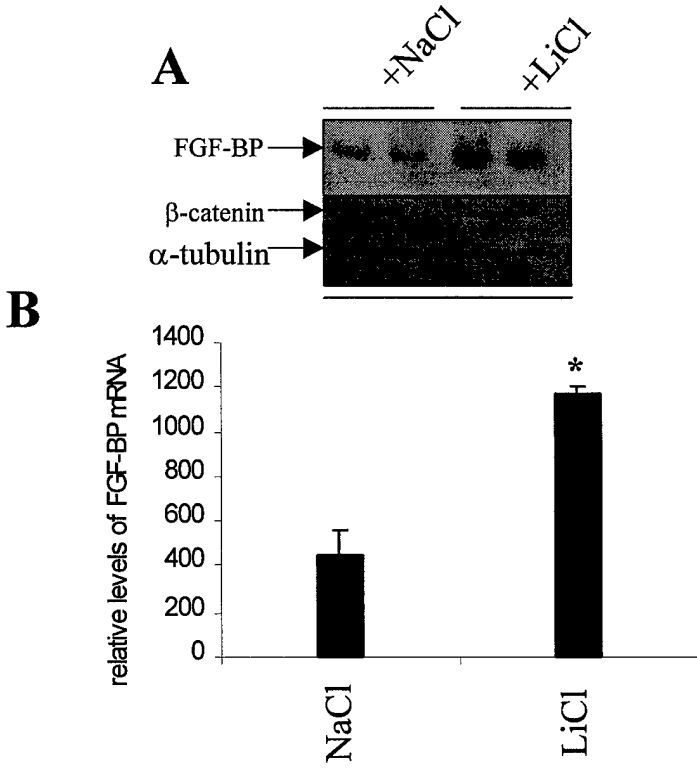 A
+NaCl
+LiCl
FGF-BP
β-catenin
α-tubulin
B
relative levels of FGF-BP mRNA
1400
1200
1000
800
600
400
200
0
*
NaCl
LiCl